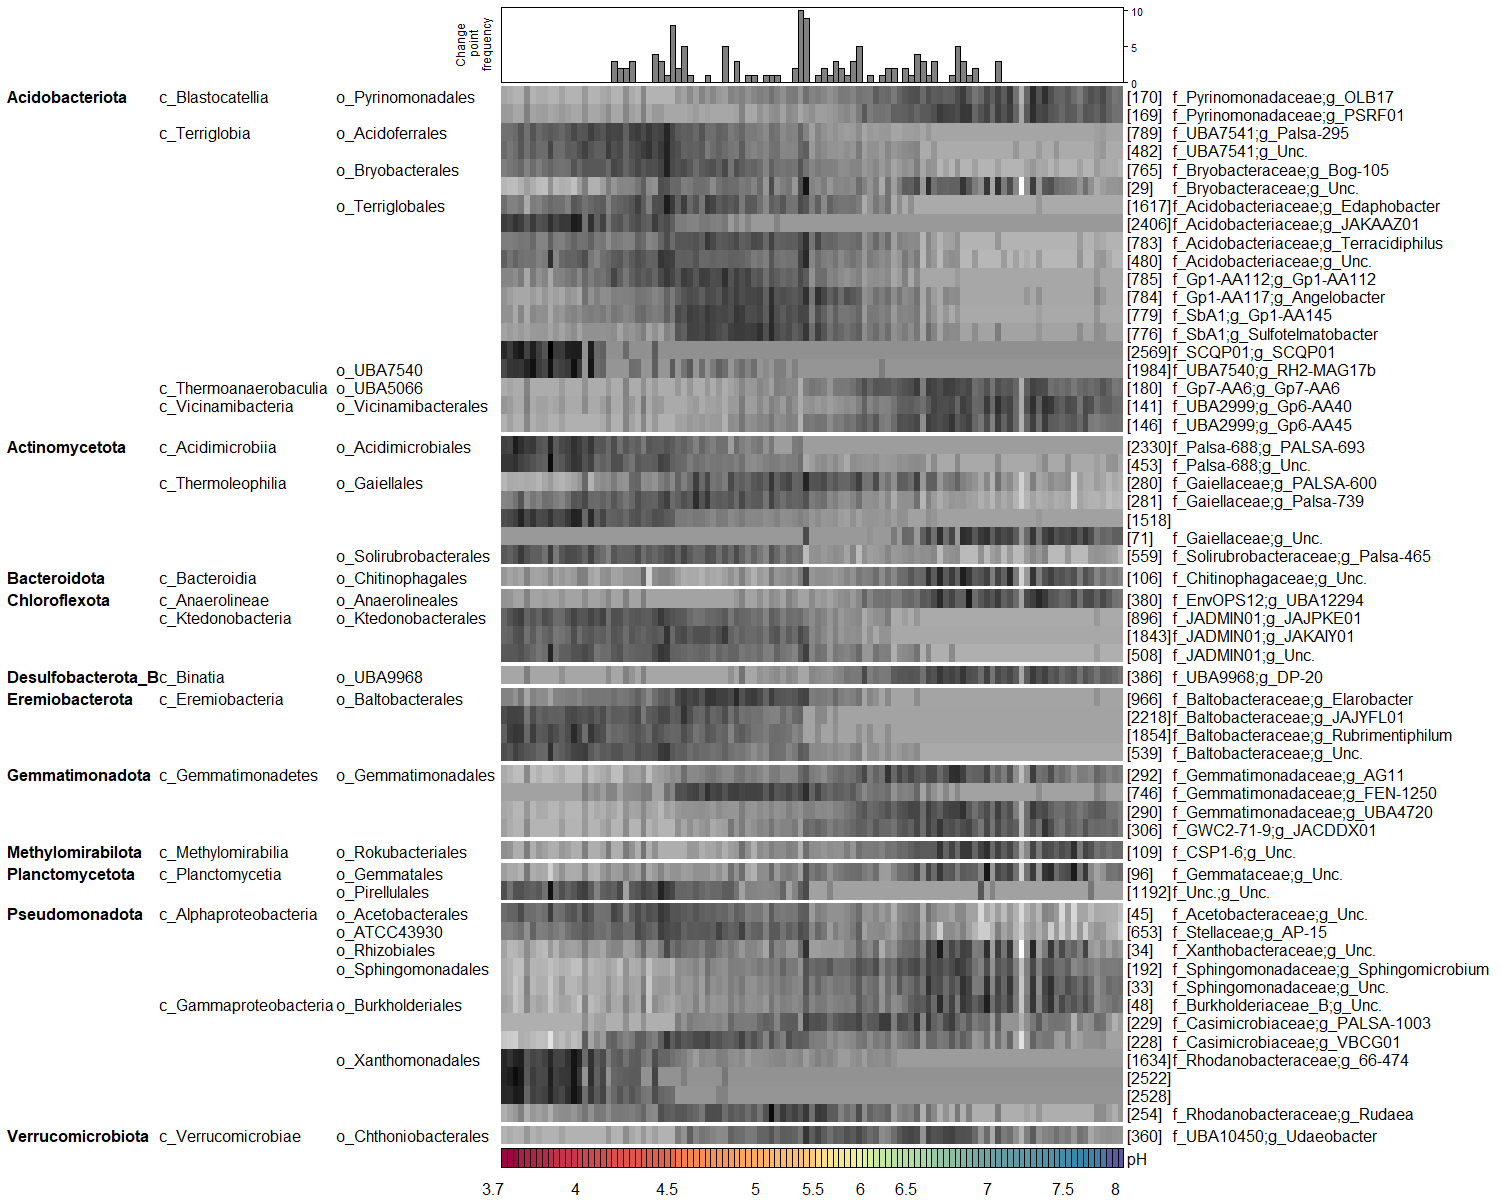 Change
point
frequency
10
5
0
Acidobacteriota c_Blastocatellia o_Pyrinomonadales [170] f_Pyrinomonadaceae;g_OLB17
[169] f_Pyrinomonadaceae;g_PSRF01
c_Terriglobia o_Acidoferrales [789] f_UBA7541;g_Palsa-295
[482] f_UBA7541;g_Unc.
o_Bryobacterales [765] f_Bryobacteraceae;g_Bog-105
[29] f_Bryobacteraceae;g_Unc.
o_Terriglobales [1617] f_Acidobacteriaceae;g_Edaphobacter
[2406] f_Acidobacteriaceae;g_JAKAAZ01
[783] f_Acidobacteriaceae;g_Terracidiphilus
[480] f_Acidobacteriaceae;g_Unc.
[785] f_Gp1-AA112;g_Gp1-AA112
[784] f_Gp1-AA117;g_Angelobacter
[779] f_SbA1;g_Gp1-AA145
[776] f_SbA1;g_Sulfotelmatobacter
[2569] f_SCQP01;g_SCQP01
o_UBA7540 [1984] f_UBA7540;g_RH2-MAG17b
c_Thermoanaerobaculia o_UBA5066 [180] f_Gp7-AA6;g_Gp7-AA6
c_Vicinamibacteria o_Vicinamibacterales [141] f_UBA2999;g_Gp6-AA40
[146] f_UBA2999;g_Gp6-AA45
Actinomycetota c_Acidimicrobiia o_Acidimicrobiales [2330] f_Palsa-688;g_PALSA-693
[453] f_Palsa-688;g_Unc.
c_Thermoleophilia o_Gaiellales [280] f_Gaiellaceae;g_PALSA-600
[281] f_Gaiellaceae;g_Palsa-739
[1518]
[71] f_Gaiellaceae;g_Unc.
o_Solirubrobacterales [559] f_Solirubrobacteraceae;g_Palsa-465
Bacteroidota c_Bacteroidia o_Chitinophagales [106] f_Chitinophagaceae;g_Unc.
Chloroflexota c_Anaerolineae o_Anaerolineales [380] f_EnvOPS12;g_UBA12294
c_Ktedonobacteria o_Ktedonobacterales [896] f_JADMIN01;g_JAJPKE01
[1843] f_JADMIN01;g_JAKAIY01
[508] f_JADMIN01;g_Unc.
Desulfobacterota_B c_Binatia o_UBA9968 [386] f_UBA9968;g_DP-20
Eremiobacterota c_Eremiobacteria o_Baltobacterales [966] f_Baltobacteraceae;g_Elarobacter
[2218] f_Baltobacteraceae;g_JAJYFL01
[1854] f_Baltobacteraceae;g_Rubrimentiphilum
[539] f_Baltobacteraceae;g_Unc.
Gemmatimonadota c_Gemmatimonadetes o_Gemmatimonadales [292] f_Gemmatimonadaceae;g_AG11
[746] f_Gemmatimonadaceae;g_FEN-1250
[290] f_Gemmatimonadaceae;g_UBA4720
[306] f_GWC2-71-9;g_JACDDX01
Methylomirabilota c_Methylomirabilia o_Rokubacteriales [109] f_CSP1-6;g_Unc.
Planctomycetota c_Planctomycetia o_Gemmatales [96] f_Gemmataceae;g_Unc.
o_Pirellulales [1192] f_Unc.;g_Unc.
Pseudomonadota c_Alphaproteobacteria o_Acetobacterales [45] f_Acetobacteraceae;g_Unc.
o_ATCC43930 [653] f_Stellaceae;g_AP-15
o_Rhizobiales [34] f_Xanthobacteraceae;g_Unc.
o_Sphingomonadales [192] f_Sphingomonadaceae;g_Sphingomicrobium
[33] f_Sphingomonadaceae;g_Unc.
c_Gammaproteobacteria o_Burkholderiales [48] f_Burkholderiaceae_B;g_Unc.
[229] f_Casimicrobiaceae;g_PALSA-1003
[228] f_Casimicrobiaceae;g_VBCG01
o_Xanthomonadales [1634] f_Rhodanobacteraceae;g_66-474
[2522]
[2528]
[254] f_Rhodanobacteraceae;g_Rudaea
Verrucomicrobiota c_Verrucomicrobiae o_Chthoniobacterales [360] f_UBA10450;g_Udaeobacter
pH
3.7 4 4.5 5 5.5 6 6.5 7 7.5 8